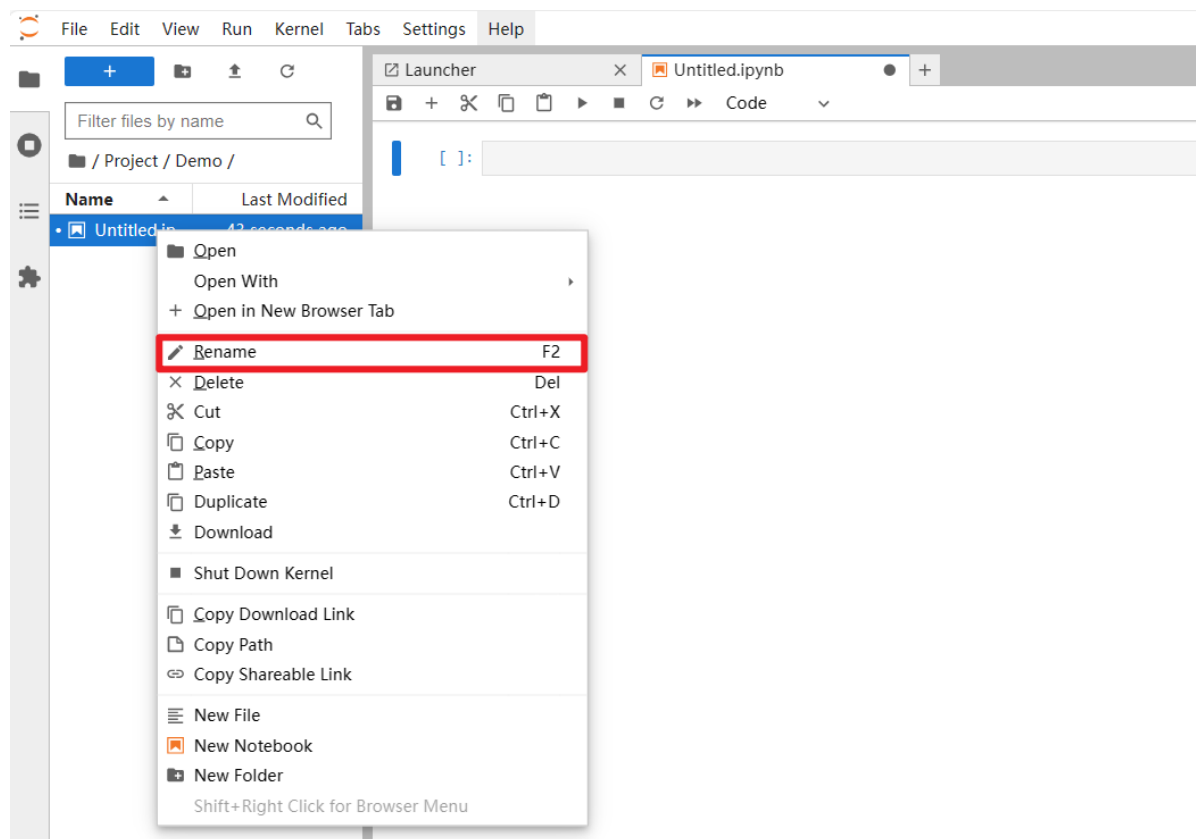 File Edit View Run Kernel Tabs Settings Help
Launcher
Untitled.ipynb
Code
Filter files by name
/ Project / Demo /
[ ]:
Name Last Modified
Untitled.ip
Open
Open With
Open in New Browser Tab
Rename F2
Delete Del
Cut Ctrl+X
Copy Ctrl+C
Paste Ctrl+V
Duplicate Ctrl+D
Download
Shut Down Kernel
Copy Download Link
Copy Path
Copy Shareable Link
New File
New Notebook
New Folder
Shift+Right Click for Browser Menu